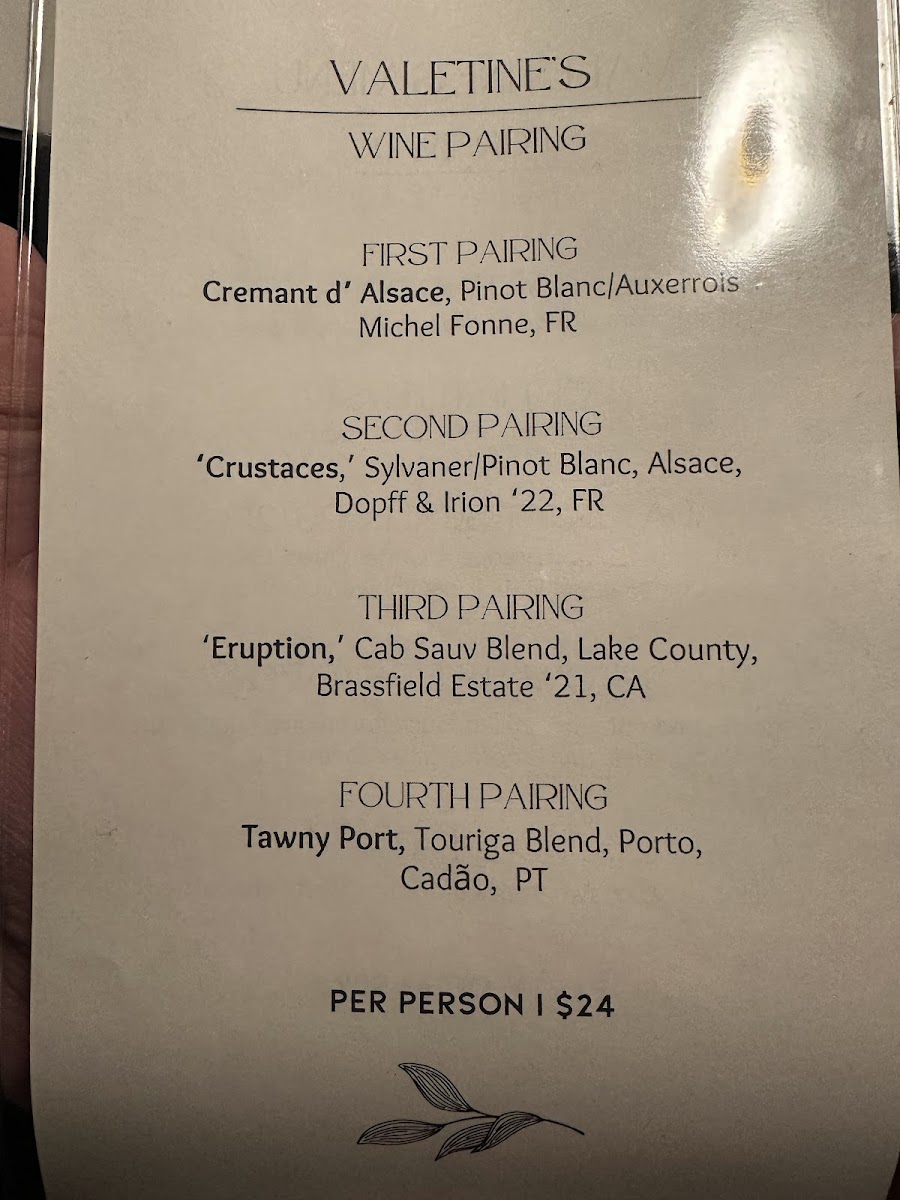 VALETINE'S
WINE PAIRING
FIRST PAIRING
Cremant d’ Alsace, Pinot Blanc/Auxerrois
Michel Fonne, FR
SECOND PAIRING
‘Crustaces,’ Sylvaner/Pinot Blanc, Alsace,
Dopff & Irion ‘22, FR
THIRD PAIRING
‘Eruption,’ Cab Sauv Blend, Lake County,
Brassfield Estate ‘21, CA
FOURTH PAIRING
Tawny Port, Touriga Blend, Porto,
Cadão, PT
PER PERSON | $24